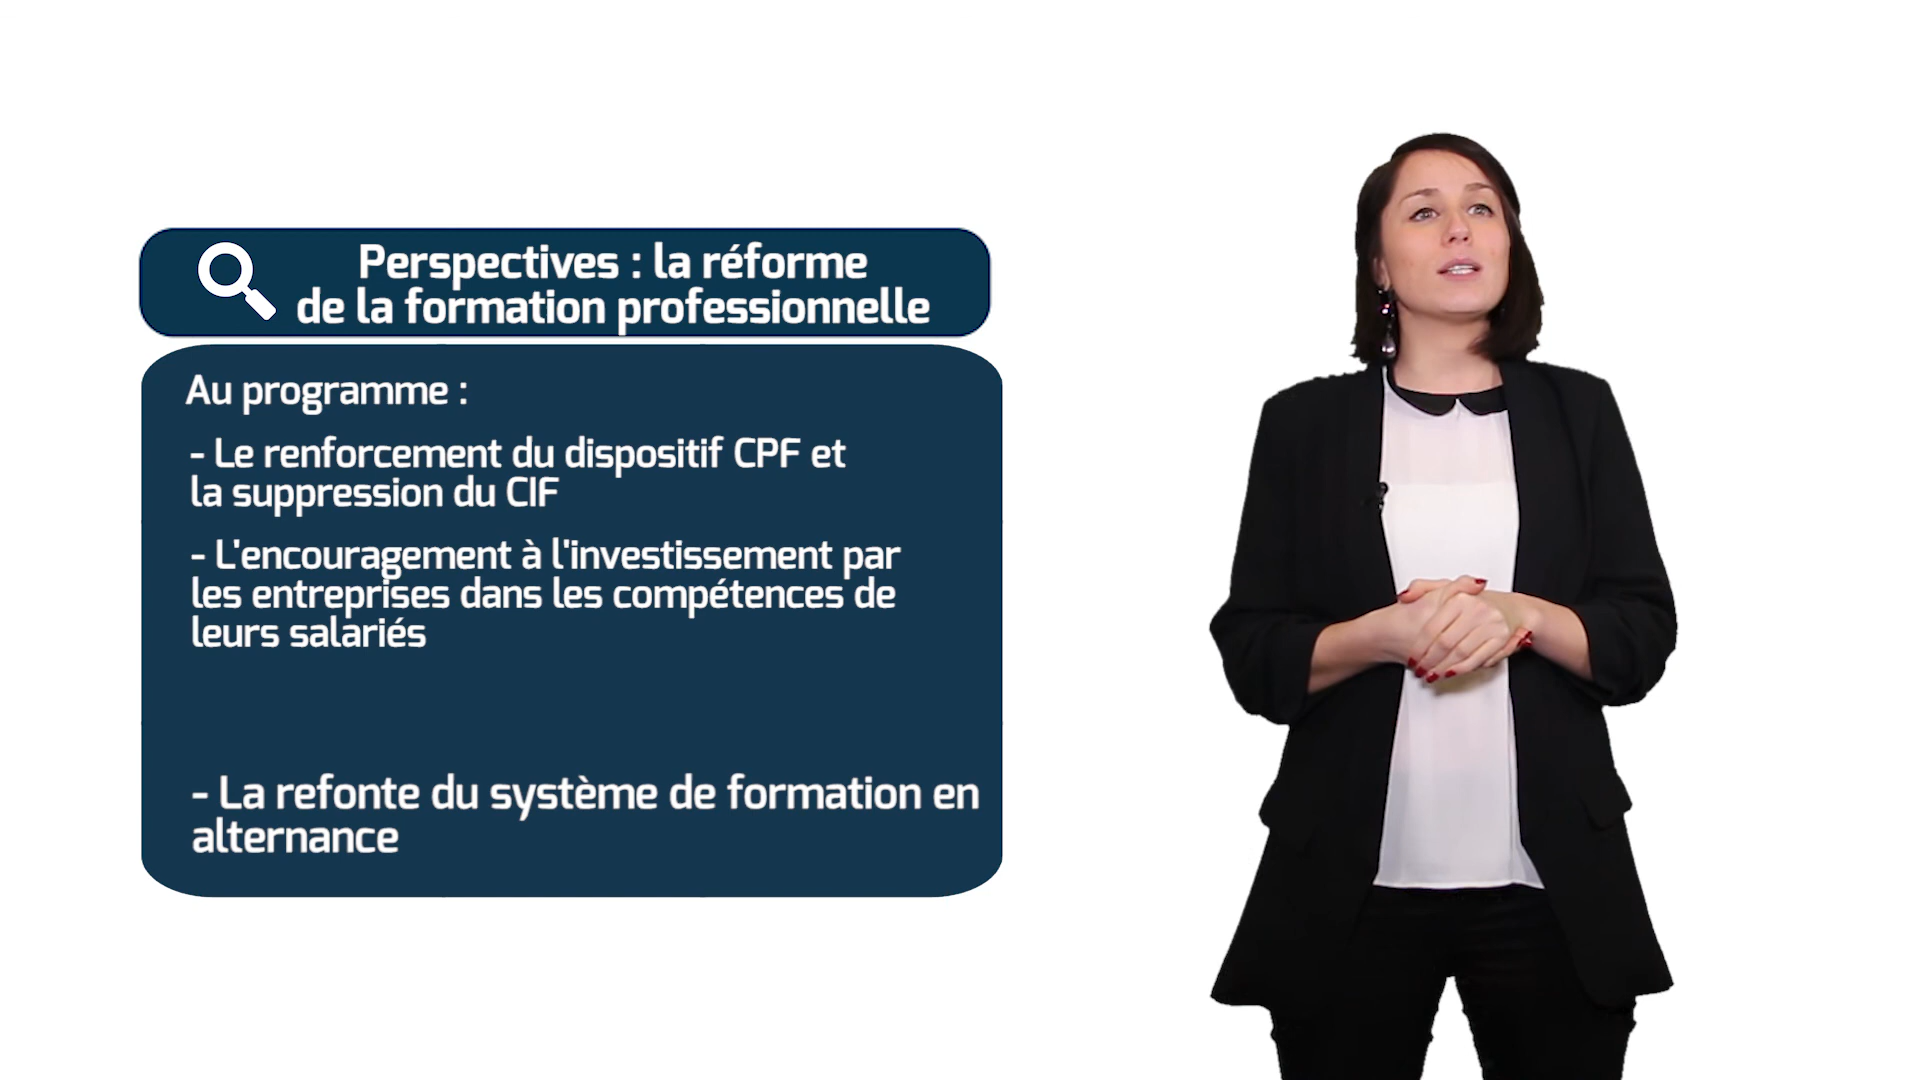 Perspectives : la réforme
de la formation professionnelle
Au programme :
- Le renforcement du dispositif CPF et
la suppression du CIF
- L'encouragement à l'investissement par
les entreprises dans les compétences de
leurs salariés
- La refonte du système de formation en
alternance